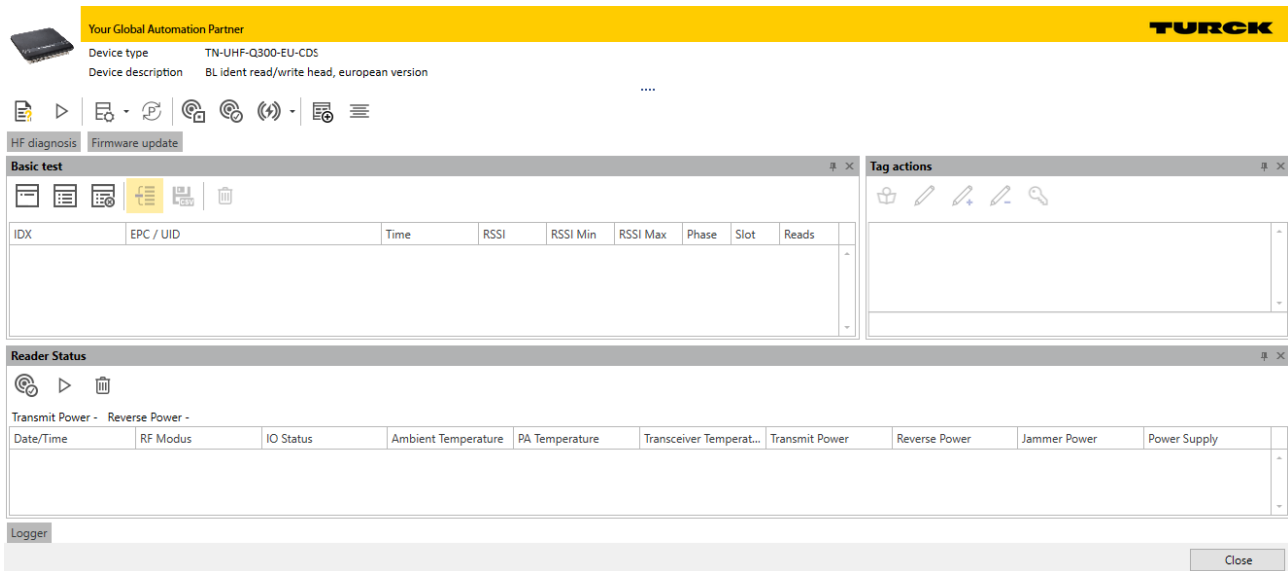 Your Global Automation Partner
TURCK
Device type TN-UHF-Q300-EU-CDS
Device description BL ident read/write head, european version
....
HF diagnosis Firmware update
Basic test
Tag actions
CSV
IDX EPC / UID Time RSSI RSSI Min RSSI Max Phase Slot Reads
Reader Status
Transmit Power - Reverse Power -
Date/Time RF Modus IO Status Ambient Temperature PA Temperature Transceiver Temperat... Transmit Power Reverse Power Jammer Power Power Supply
Logger
Close